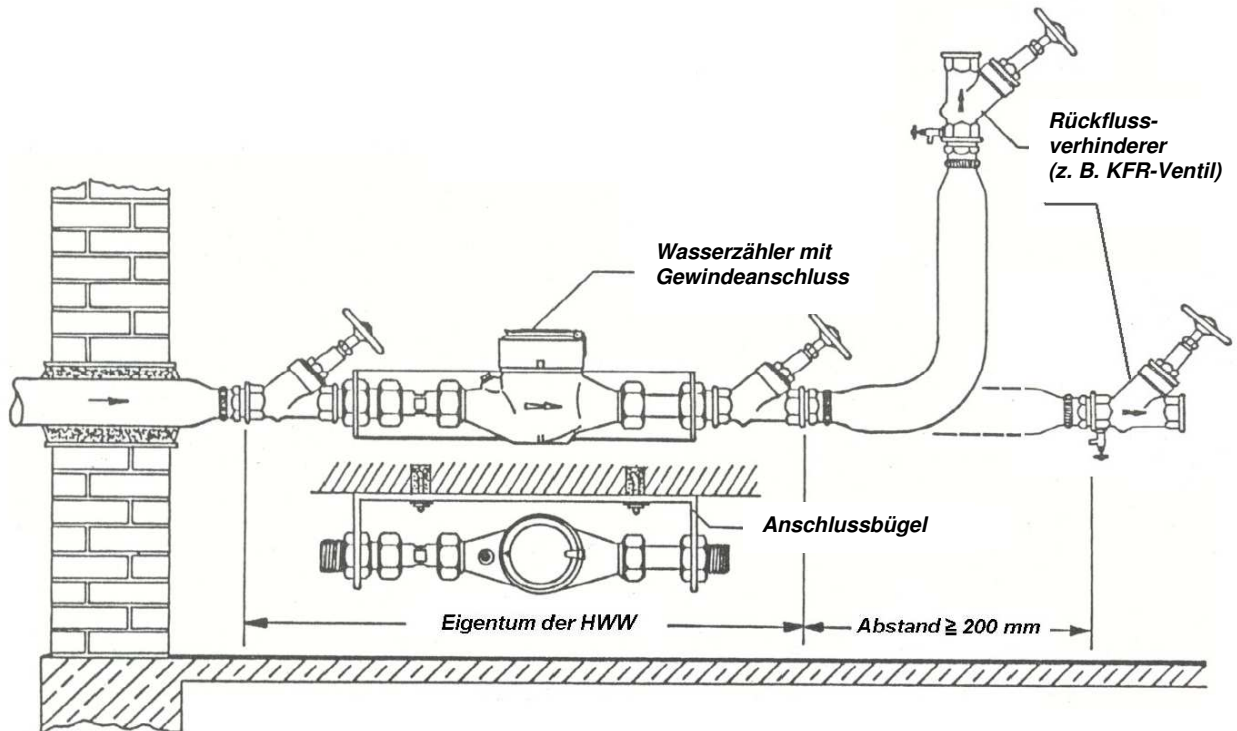 Rückfluss-
verhinderer
(z. B. KFR-Ventil)
Wasserzähler mit
Gewindeanschluss
Anschlussbügel
Eigentum der HWW
Abstand ≧ 200 mm